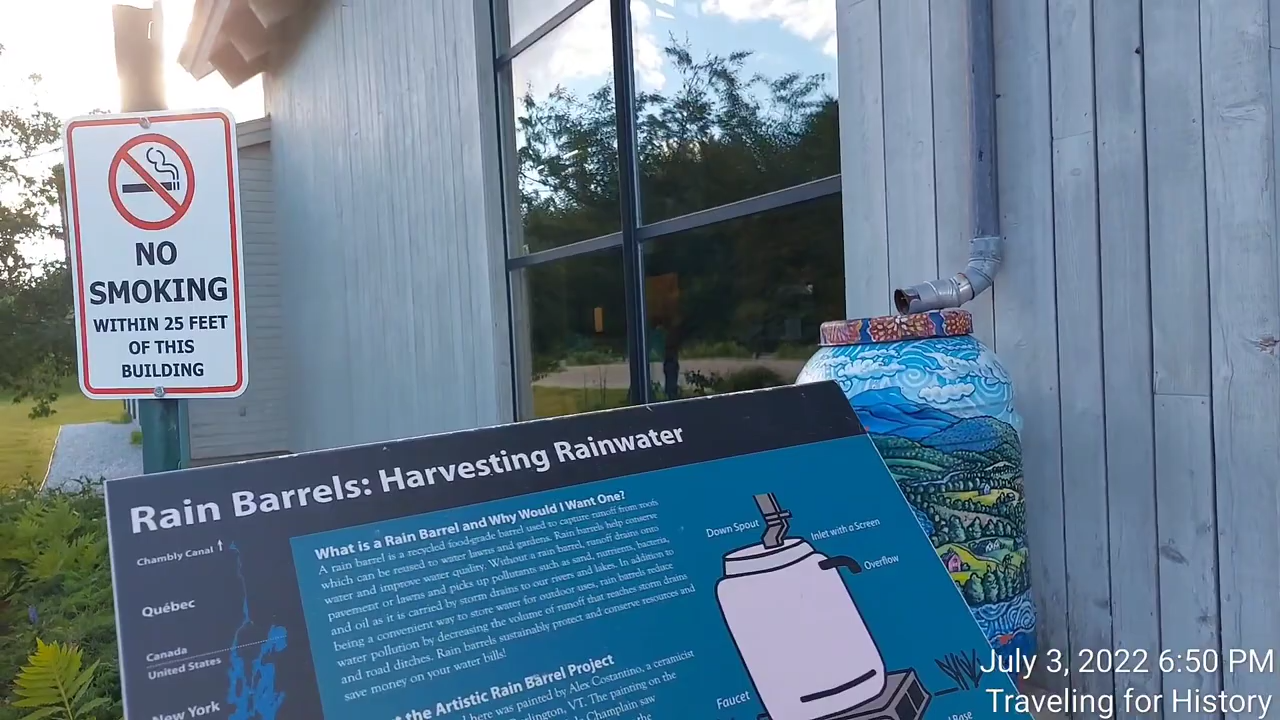 NO
SMOKING
WITHIN 25 FEET
OF THIS
BUILDING
Rain Barrels: Harvesting Rainwater
Chambly Canal
Québec
Canada
United States
New York
What is a Rain Barrel and Why Would I Want One?
A rain barrel is a recycled food-grade barrel used to capture runoff from roofs
which can be reused to water lawns and gardens. Rain barrels help conserve
water and improve water quality. Without a rain barrel, runoff drains onto
pavement or lawns and picks up pollutants such as sand, nutrients, bacteria,
and oil as it is carried by storm drains to our rivers and lakes. In addition to
being a convenient way to store water for outdoor uses, rain barrels reduce
water pollution by decreasing the volume of runoff that reaches storm drains
and road ditches. Rain barrels sustainably protect and conserve resources and
save money on your water bills!
the Artistic Rain Barrel Project
here was painted by Alex Costantino, a ceramicist
VT. The painting on the
Champlain saw
the
Down Spout
Inlet with a Screen
Overflow
Faucet
Base
July 3, 2022 6:50 PM
Traveling for History